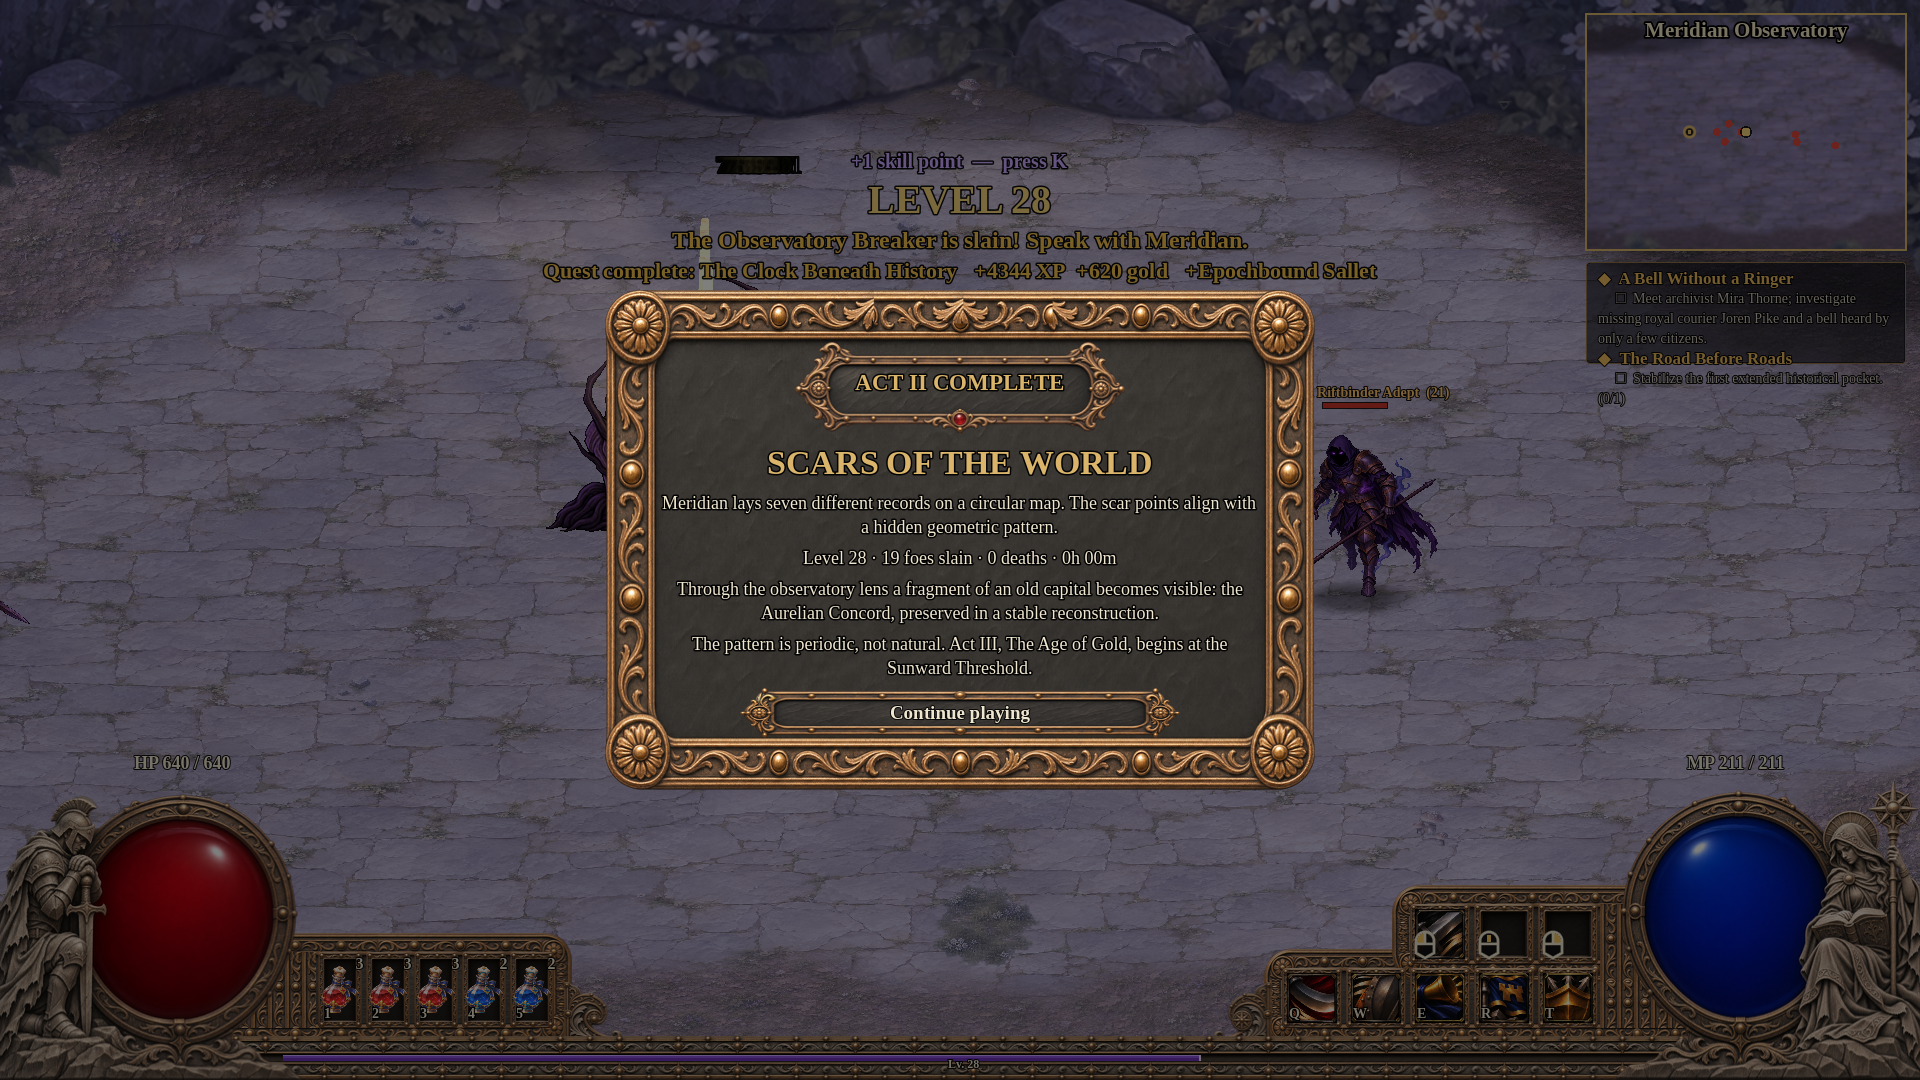 Meridian Observatory
+1 skill point — press K
LEVEL 28
The Observatory Breaker is slain! Speak with Meridian.
Quest complete: The Clock Beneath History +4344 XP +620 gold +Epochbound Sallet
A Bell Without a Ringer
Meet archivist Mira Thorne; investigate
missing royal courier Joren Pike and a bell heard by
only a few citizens.
The Road Before Roads
Stabilize the first extended historical pocket.
(0/1)
Riftbinder Adept (21)
ACT II COMPLETE
SCARS OF THE WORLD
Meridian lays seven different records on a circular map. The scar points align with
a hidden geometric pattern.
Level 28 · 19 foes slain · 0 deaths · 0h 00m
Through the observatory lens a fragment of an old capital becomes visible: the
Aurelian Concord, preserved in a stable reconstruction.
The pattern is periodic, not natural. Act III, The Age of Gold, begins at the
Sunward Threshold.
Continue playing
HP 640 / 640
MP 211 / 211
3 3 3 2 2
1 2 3 4 5
Q W E R T
Lv. 28